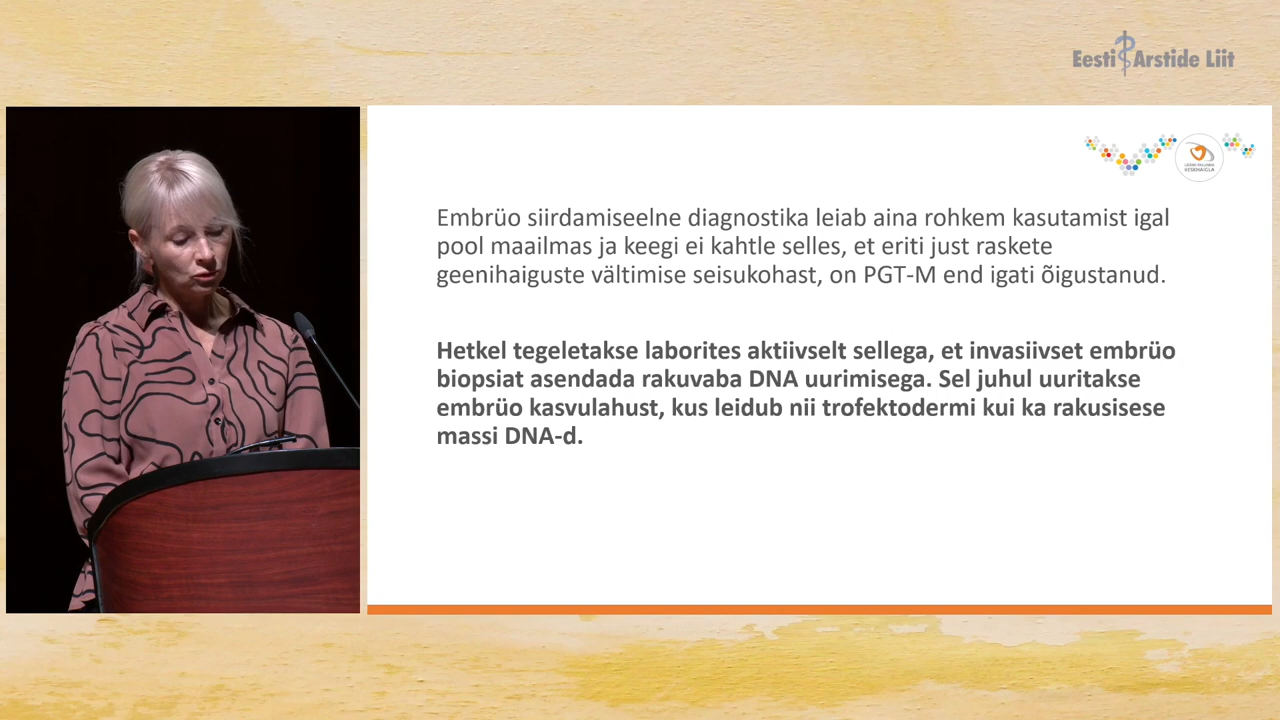 Eesti Arstide Liit
LÄÄNE-TALLINNA
KESKHAIGLA
Embrüo siirdamiseelne diagnostika leiab aina rohkem kasutamist igal
pool maailmas ja keegi ei kahtle selles, et eriti just raskete
geenihaiguste vältimise seisukohast, on PGT-M end igati õigustanud.
Hetkel tegeletakse laborites aktiivselt sellega, et invasiivset embrüo
biopsiat asendada rakuvaba DNA uurimisega. Sel juhul uuritakse
embrüo kasvulahust, kus leidub nii trofektodermi kui ka rakusisese
massi DNA-d.